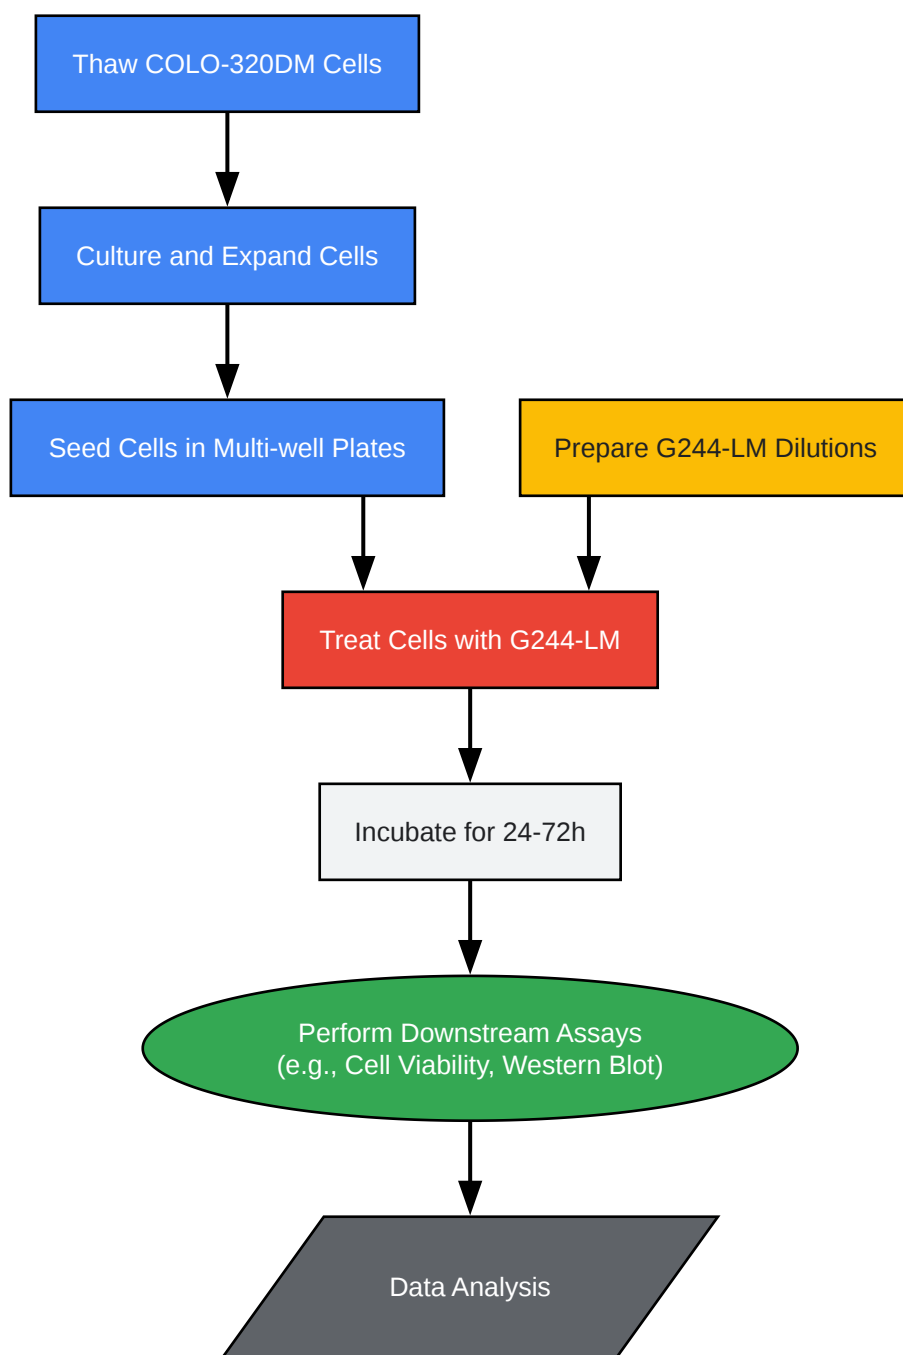 Thaw COLO-320DM Cells
Culture and Expand Cells
Seed Cells in Multi-well Plates
Prepare G244-LM Dilutions
Treat Cells with G244-LM
Incubate for 24-72h
Perform Downstream Assays
(e.g., Cell Viability, Western Blot)
Data Analysis